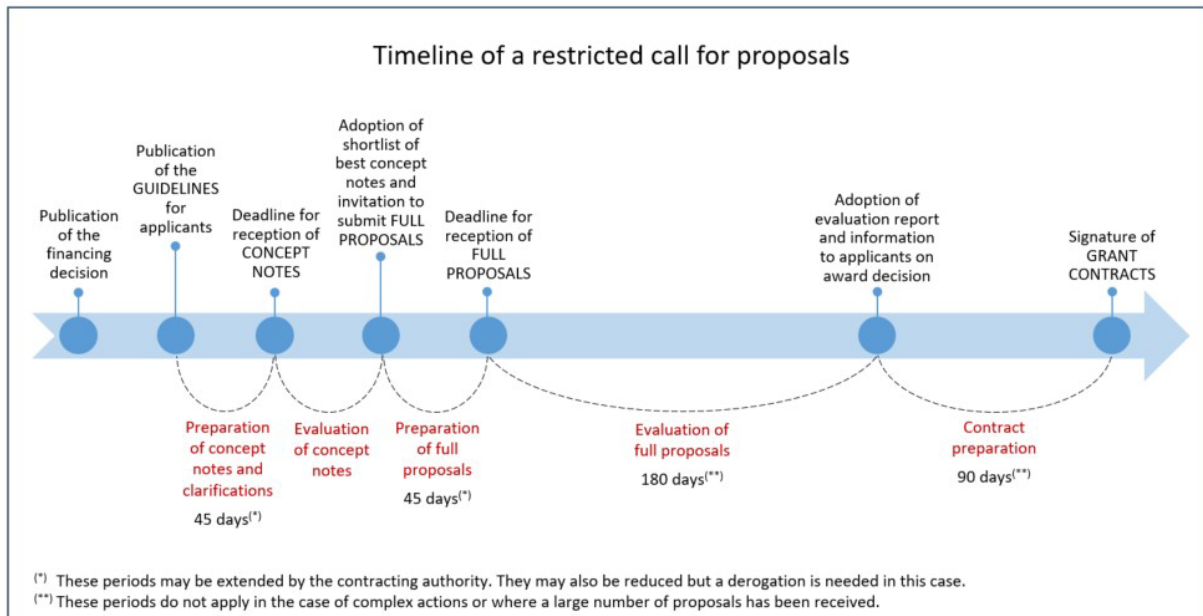 Timeline of a restricted call for proposals
Publication
of the
financing
decision
Publication
of the
GUIDELINES
for
applicants
Deadline for
reception of
CONCEPT
NOTES
Adoption of
shortlist of
best concept
notes and
invitation to
submit FULL
PROPOSALS
Deadline for
reception of
FULL
PROPOSALS
Adoption of
evaluation report
and information
to applicants on
award decision
Signature of
GRANT
CONTRACTS
Preparation
of concept
notes and
clarifications
45 days(*)
Evaluation
of concept
notes
Preparation
of full
proposals
45 days(*)
Evaluation of
full proposals
180 days(**)
Contract
preparation
90 days(**)
(*) These periods may be extended by the contracting authority. They may also be reduced but a derogation is needed in this case.
(**) These periods do not apply in the case of complex actions or where a large number of proposals has been received.